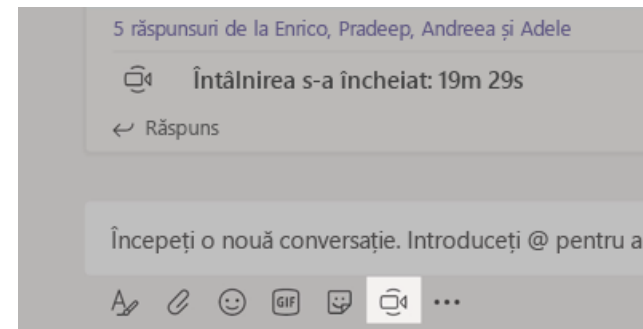 5 răspunsuri de la Enrico, Pradeep, Andreea și Adele
Întâlnirea s-a încheiat: 19m 29s
Răspuns
Începeți o nouă conversație. Introduceți @ pentru a
GIF